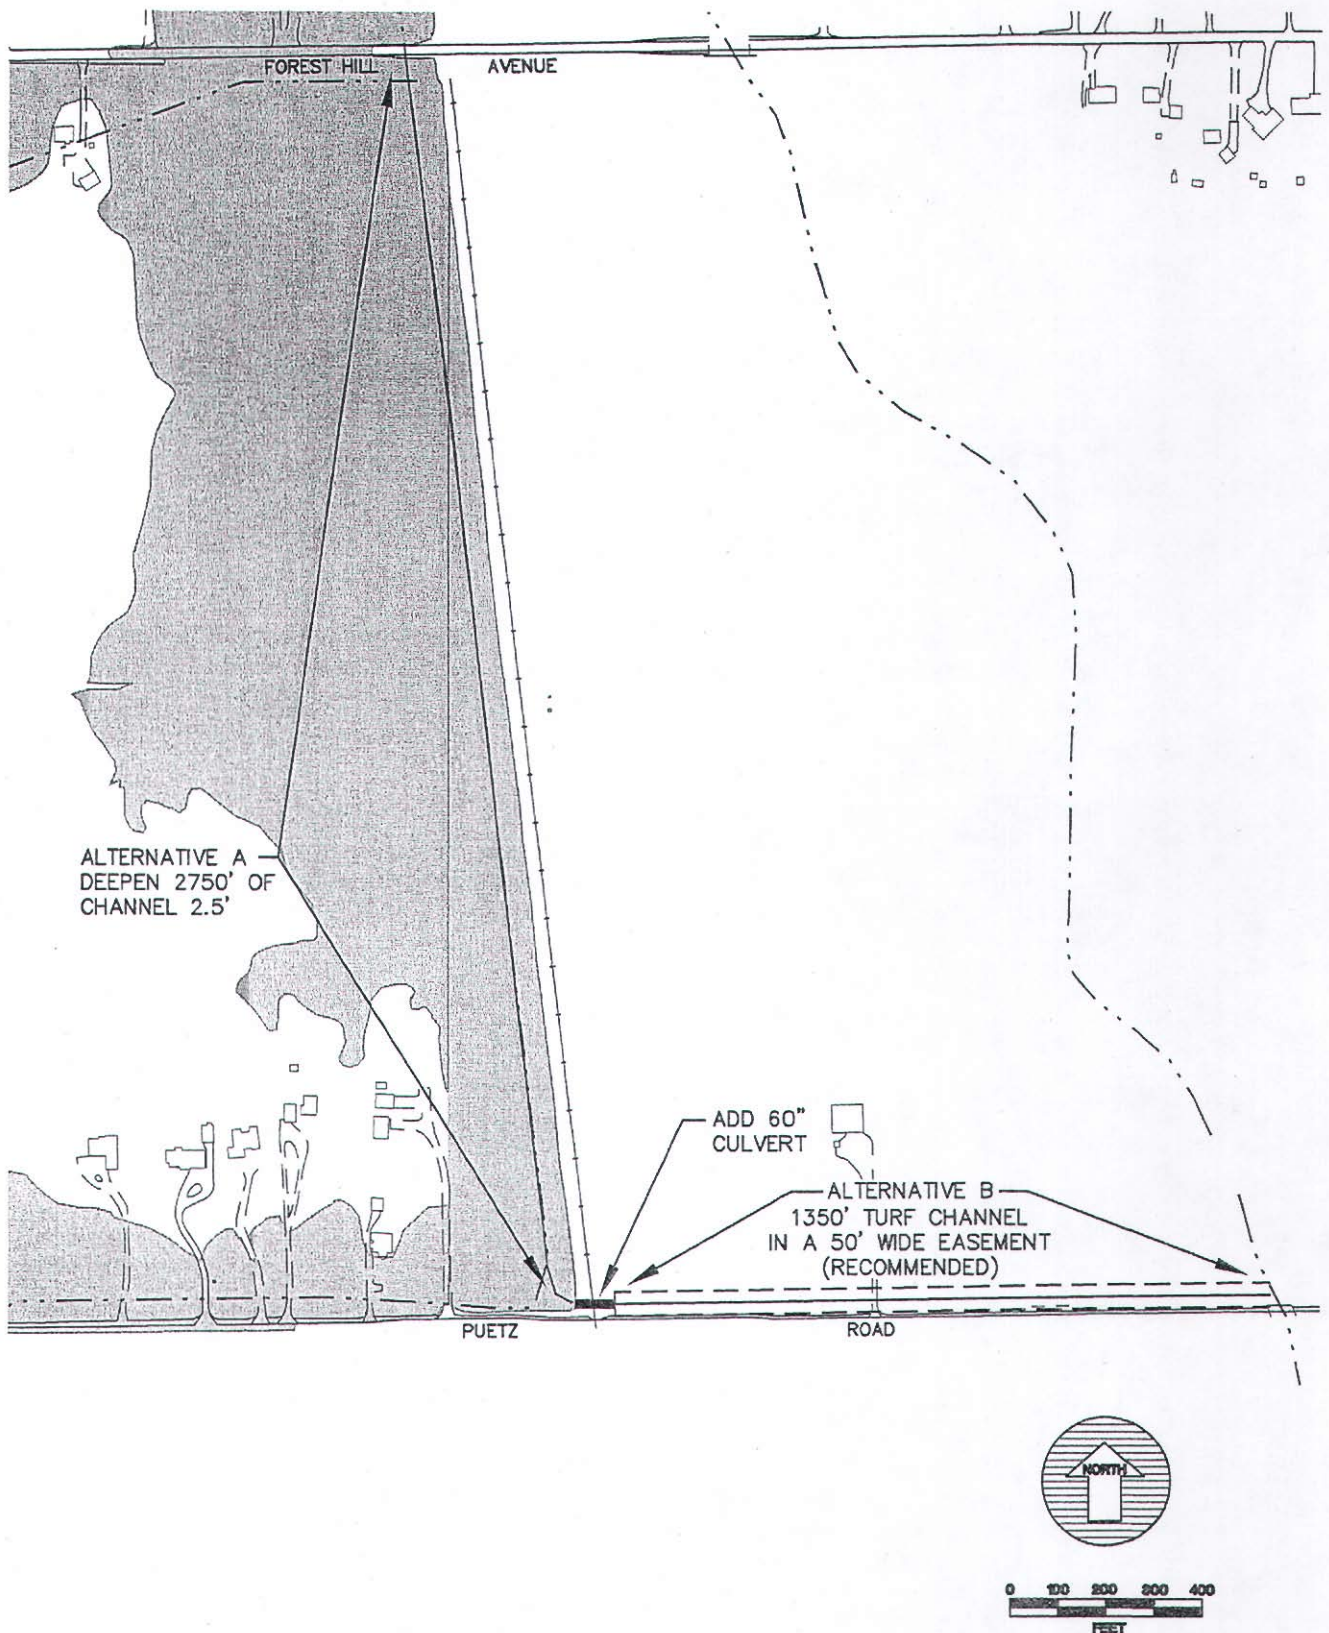 FOREST HILL AVENUE
ALTERNATIVE A
DEEPEN 2750' OF
CHANNEL 2.5'
ADD 60"
CULVERT
ALTERNATIVE B
1350' TURF CHANNEL
IN A 50' WIDE EASEMENT
(RECOMMENDED)
PUETZ ROAD
NORTH
0 100 200 200 400
FEET